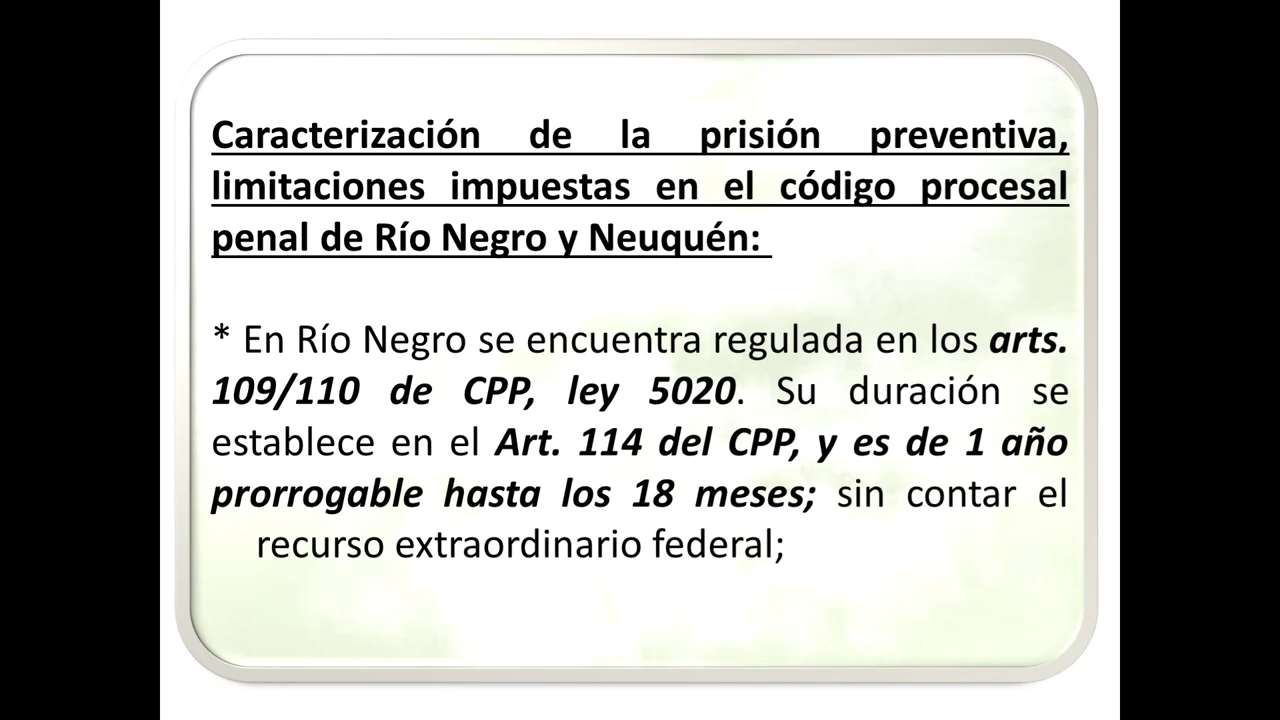 Caracterización de la prisión preventiva,
limitaciones impuestas en el código procesal
penal de Río Negro y Neuquén:
* En Río Negro se encuentra regulada en los arts.
109/110 de CPP, ley 5020. Su duración se
establece en el Art. 114 del CPP, y es de 1 año
prorrogable hasta los 18 meses; sin contar el
recurso extraordinario federal;